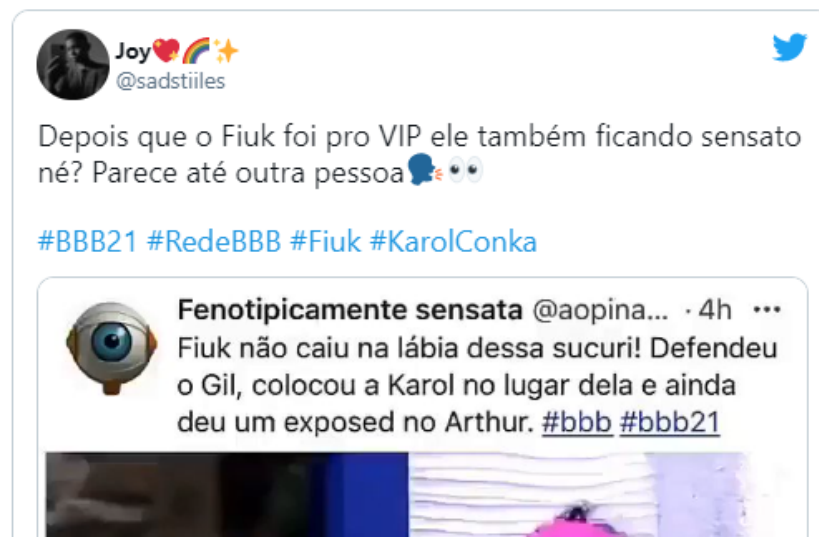 Joy💖🌈✨
@sadstiiles
Depois que o Fiuk foi pro VIP ele também ficando sensato
né? Parece até outra pessoa🗣️👀
#BBB21 #RedeBBB #Fiuk #KarolConka
Fenotipicamente sensata @aopina... · 4h ···
Fiuk não caiu na lábia dessa sucuri! Defendeu
o Gil, colocou a Karol no lugar dela e ainda
deu um exposed no Arthur. #bbb #bbb21